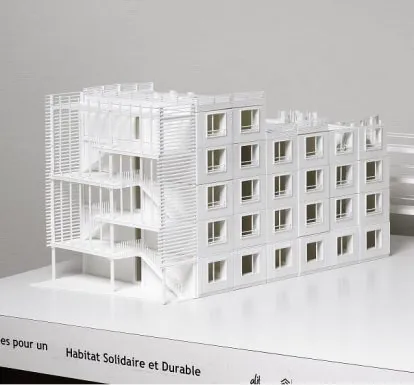 es pour un
Habitat Solidaire et Durable